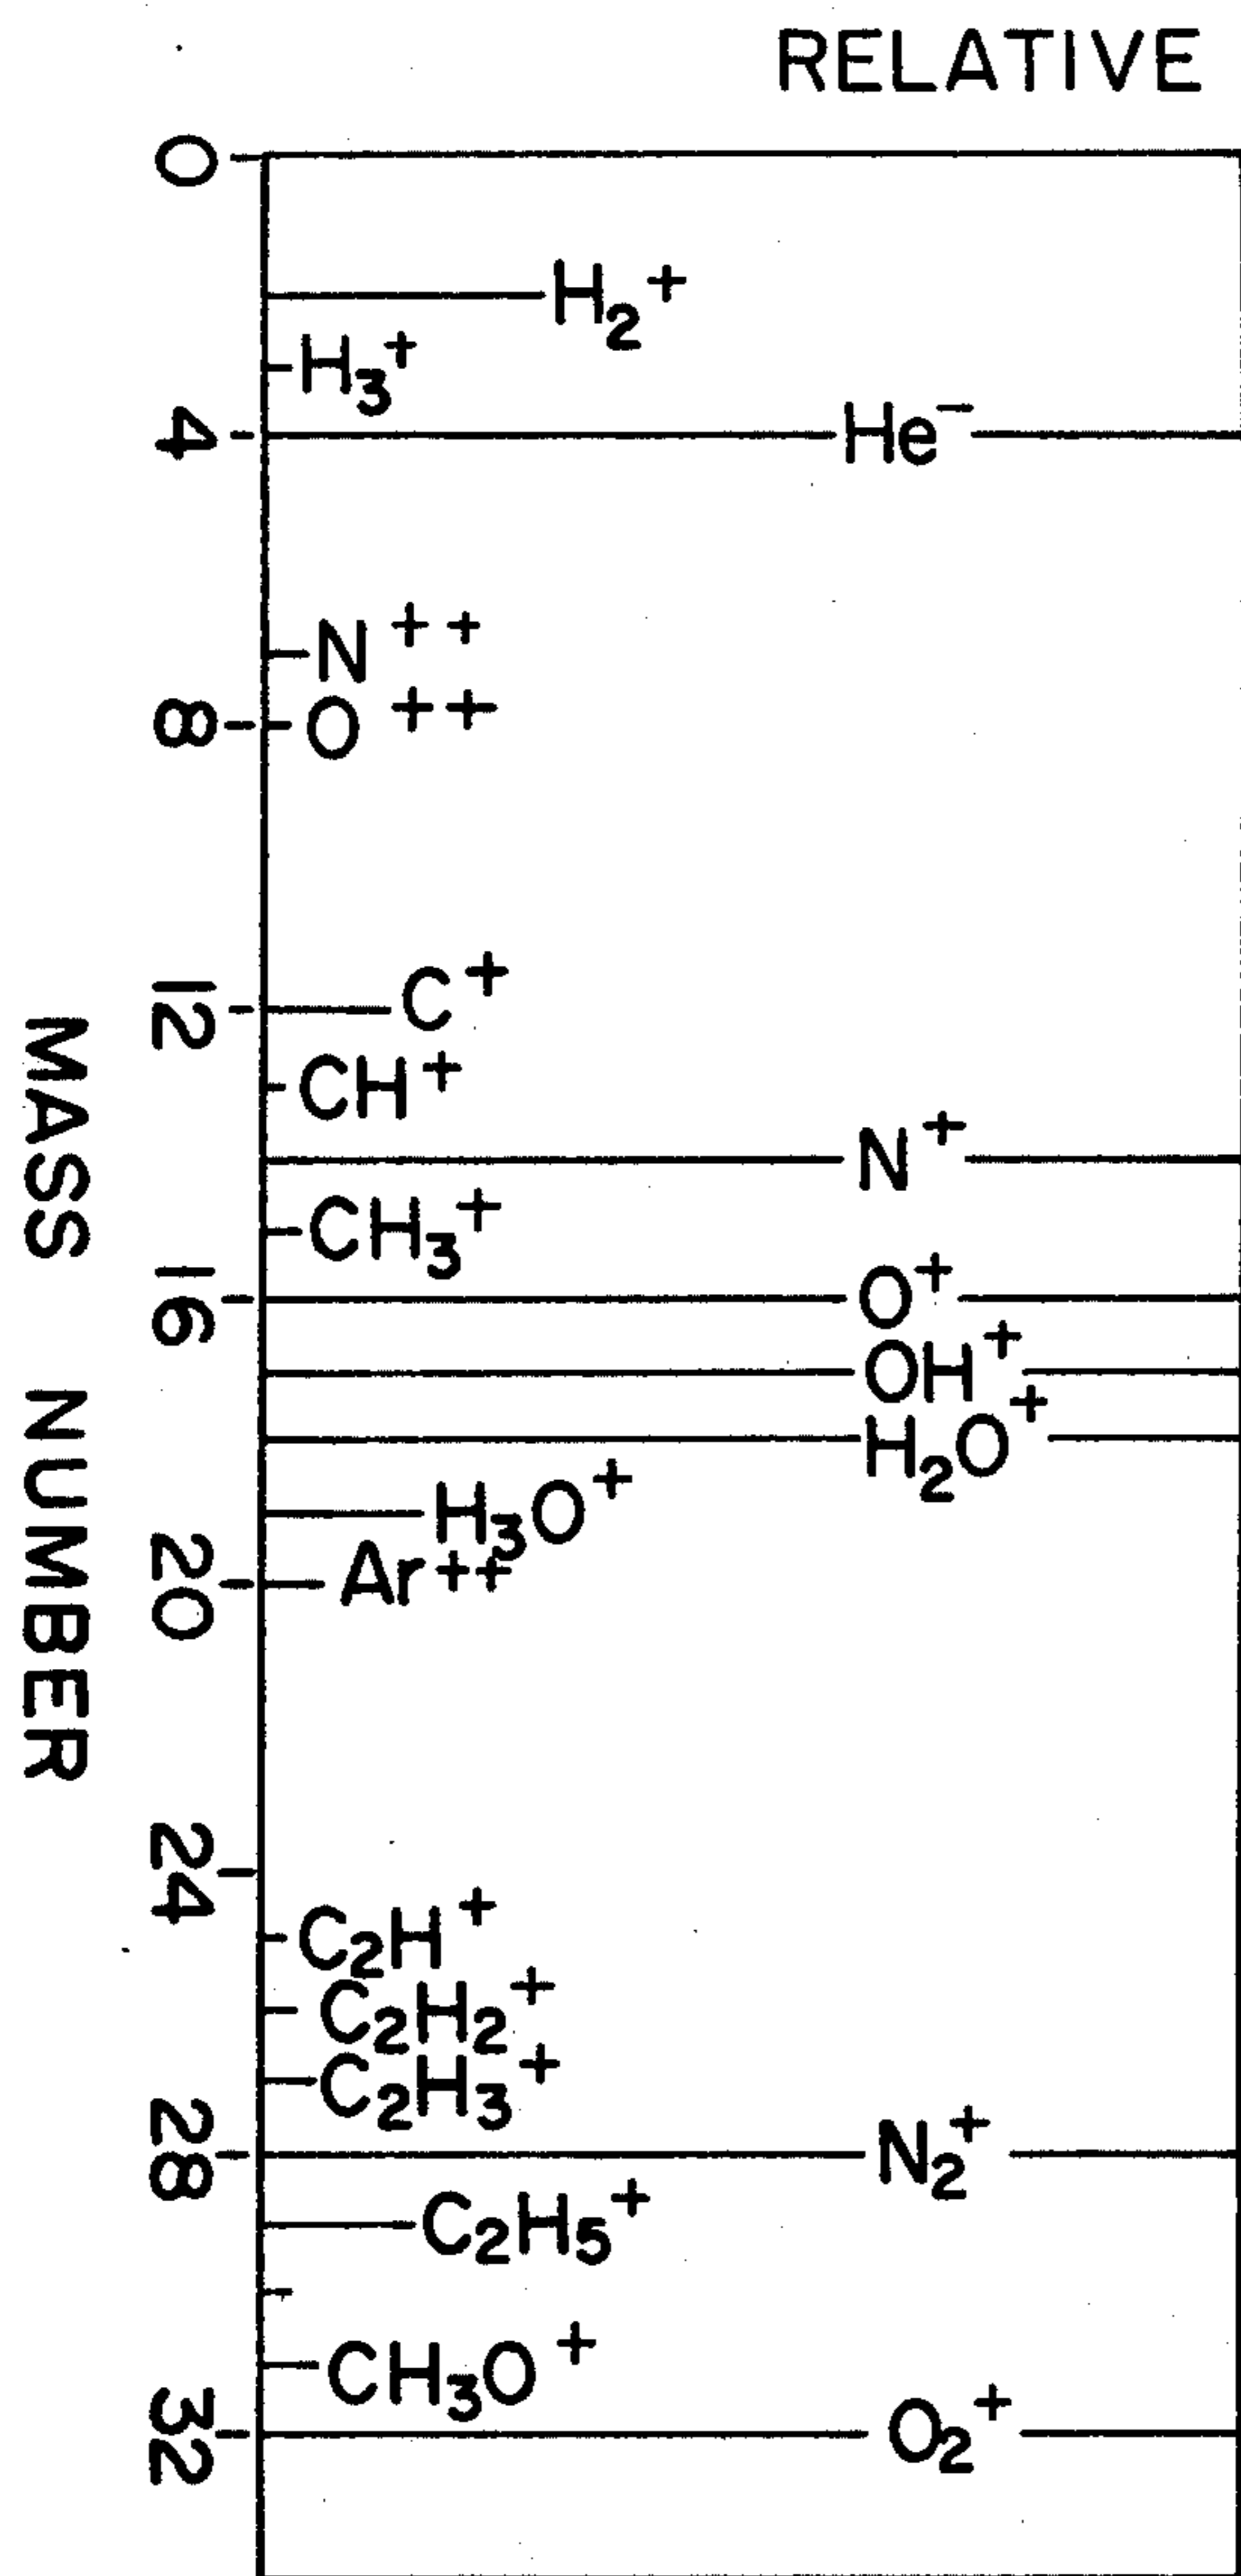 RELATIVE
0
H₂⁺
H₃⁺
4
He⁻
N⁺⁺
8
O⁺⁺
12
C⁺
CH⁺
N⁺
CH₃⁺
16
O⁺
OH⁺
H₂O⁺
H₃O⁺
20
Ar⁺⁺
24
C₂H⁺
C₂H₂⁺
C₂H₃⁺
28
N₂⁺
C₂H₅⁺
CH₃O⁺
32
O₂⁺
MASS NUMBER